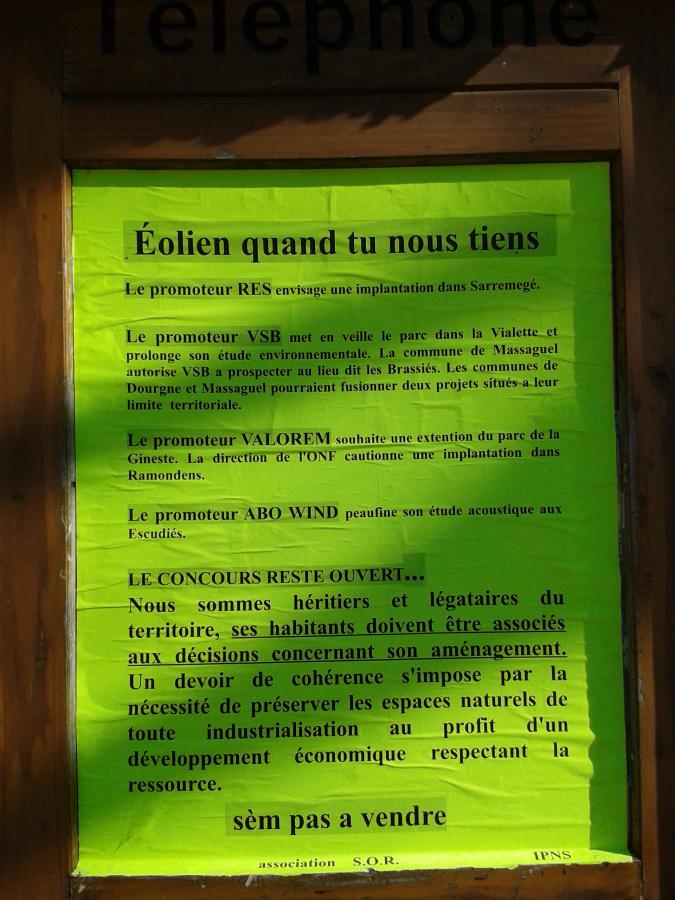 Téléphone
Éolien quand tu nous tiens
Le promoteur RES envisage une implantation dans Sarremegé.
Le promoteur VSB met en veille le parc dans la Vialette et
prolonge son étude environnementale. La commune de Massaguel
autorise VSB a prospecter au lieu dit les Brassiés. Les communes de
Dourgne et Massaguel pourraient fusionner deux projets situés a leur
limite territoriale.
Le promoteur VALOREM souhaite une extention du parc de la
Gineste. La direction de l'ONF cautionne une implantation dans
Ramondens.
Le promoteur ABO WIND peaufine son étude acoustique aux
Escudiés.
LE CONCOURS RESTE OUVERT...
Nous sommes héritiers et légataires du
territoire, ses habitants doivent être associés
aux décisions concernant son aménagement.
Un devoir de cohérence s'impose par la
nécessité de préserver les espaces naturels de
toute industrialisation au profit d'un
développement économique respectant la
ressource.
sèm pas a vendre
association S.O.R.
IPNS